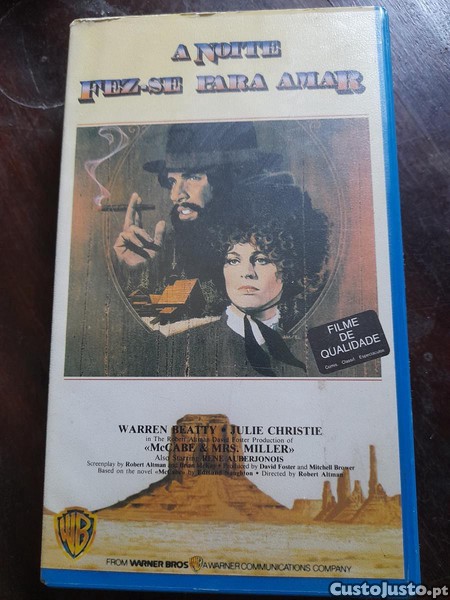 A NOITE
FEZ-SE PARA AMAR
FILME
DE
QUALIDADE
WARREN BEATTY · JULIE CHRISTIE
in The Robert Altman David Foster Production of
«McCABE & MRS. MILLER»
Also Starring RENE AUBERJONOIS
Screenplay by Robert Altman and Brian McKay · Produced by David Foster and Mitchell Brower
Based on the novel «McCabe» by Edmund Naughton · Directed by Robert Altman
WB
FROM WARNER BROS A WARNER COMMUNICATIONS COMPANY
CustoJusto.pt